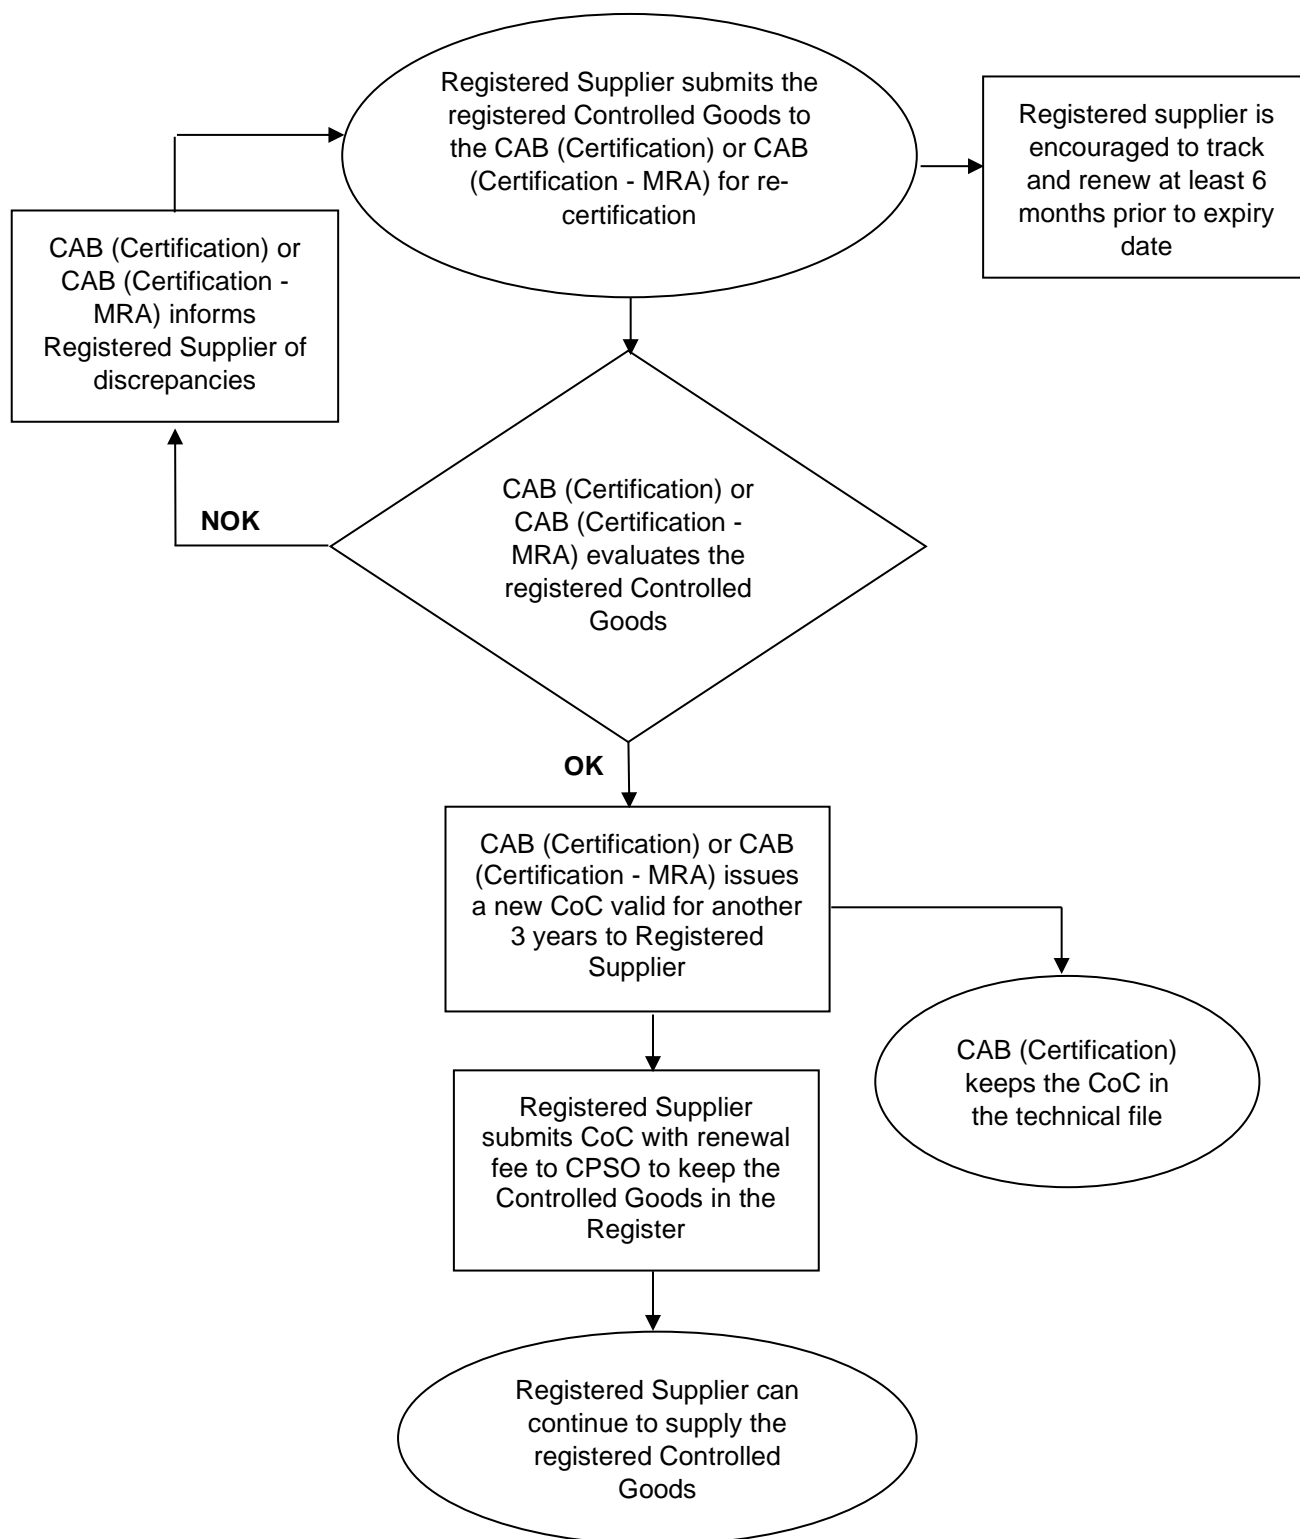 Registered Supplier submits the
registered Controlled Goods to
the CAB (Certification) or CAB
(Certification - MRA) for re-
certification
Registered supplier is
encouraged to track
and renew at least 6
months prior to expiry
date
CAB (Certification) or
CAB (Certification -
MRA) informs
Registered Supplier of
discrepancies
CAB (Certification) or
CAB (Certification -
MRA) evaluates the
registered Controlled
Goods
NOK
OK
CAB (Certification) or CAB
(Certification - MRA) issues
a new CoC valid for another
3 years to Registered
Supplier
CAB (Certification)
keeps the CoC in
the technical file
Registered Supplier
submits CoC with renewal
fee to CPSO to keep the
Controlled Goods in the
Register
Registered Supplier can
continue to supply the
registered Controlled
Goods